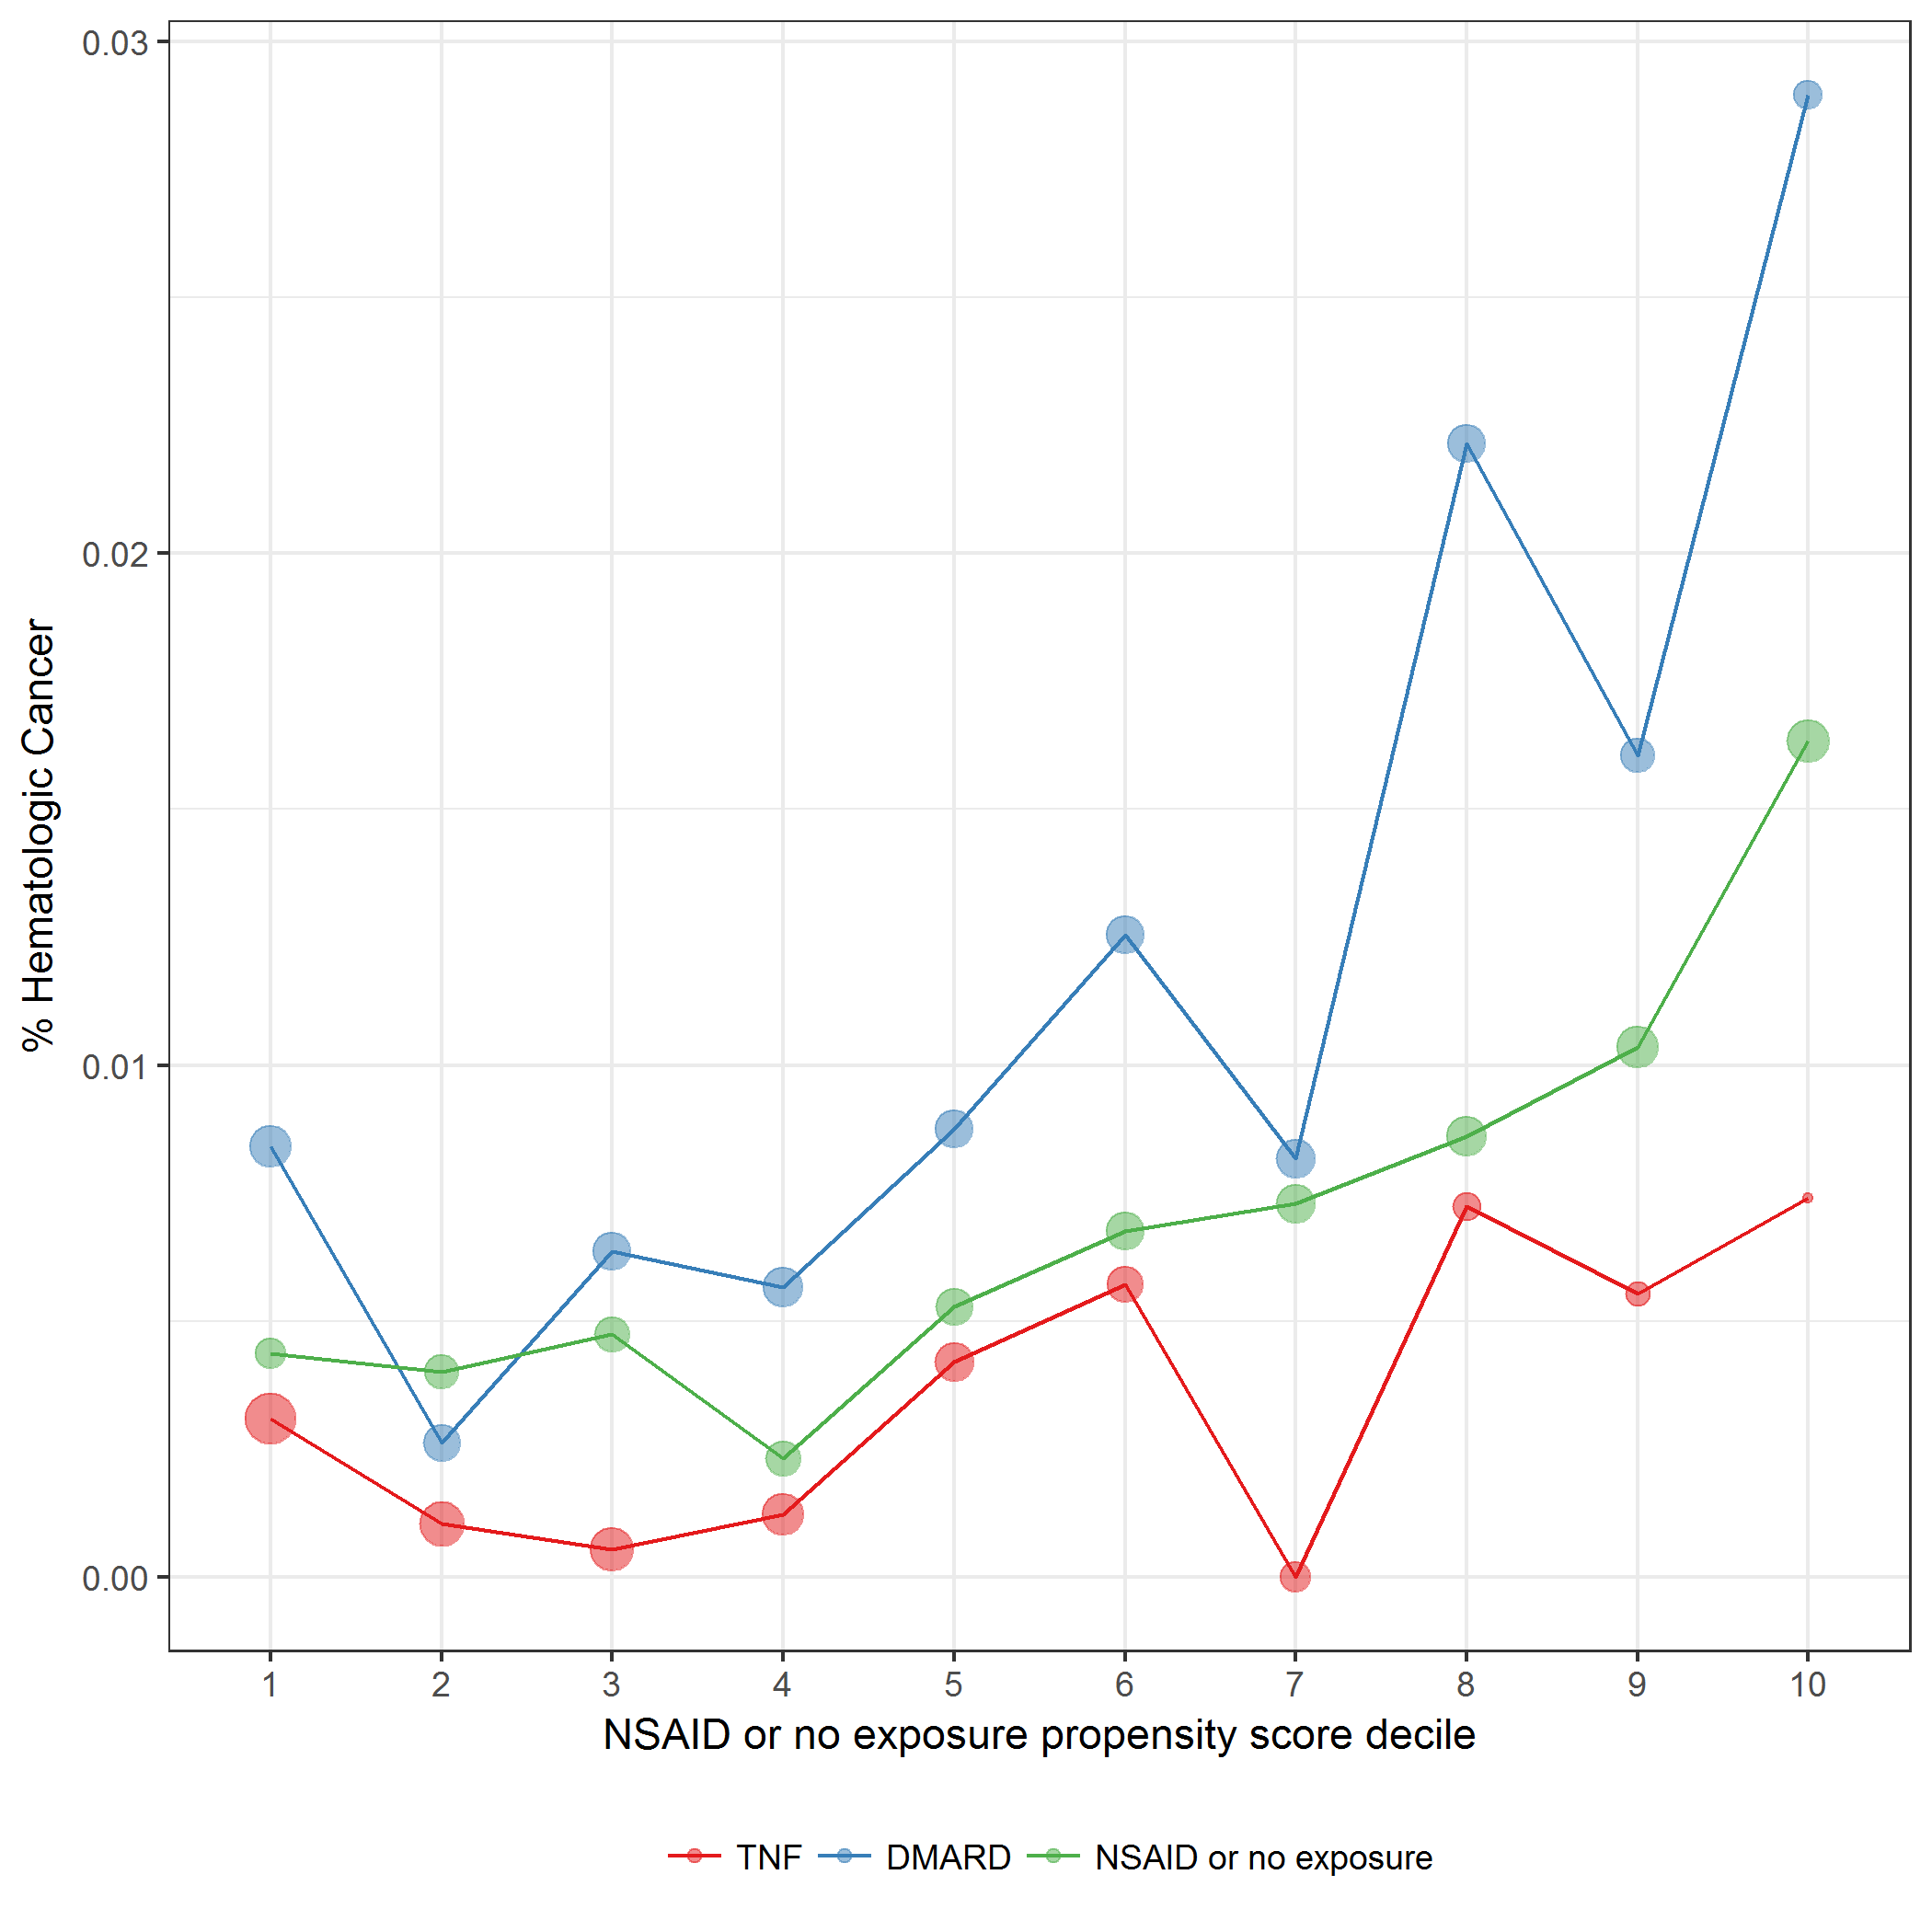 % Hematologic Cancer
0.03
0.02
0.01
0.00
1 2 3 4 5 6 7 8 9 10
NSAID or no exposure propensity score decile
TNF DMARD NSAID or no exposure